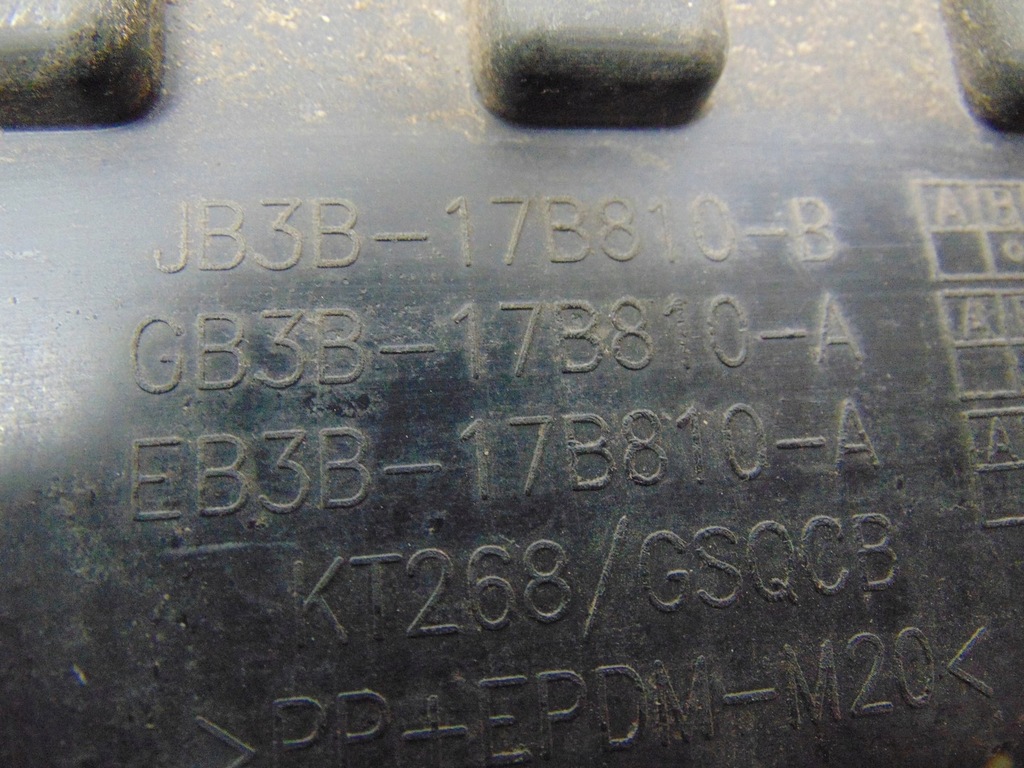 JB3B-17B810-B
A B
GB3B-17B810-A
A
EB3B-17B810-A
A
KT268/GSQCB
>PP+EPDM-M20<